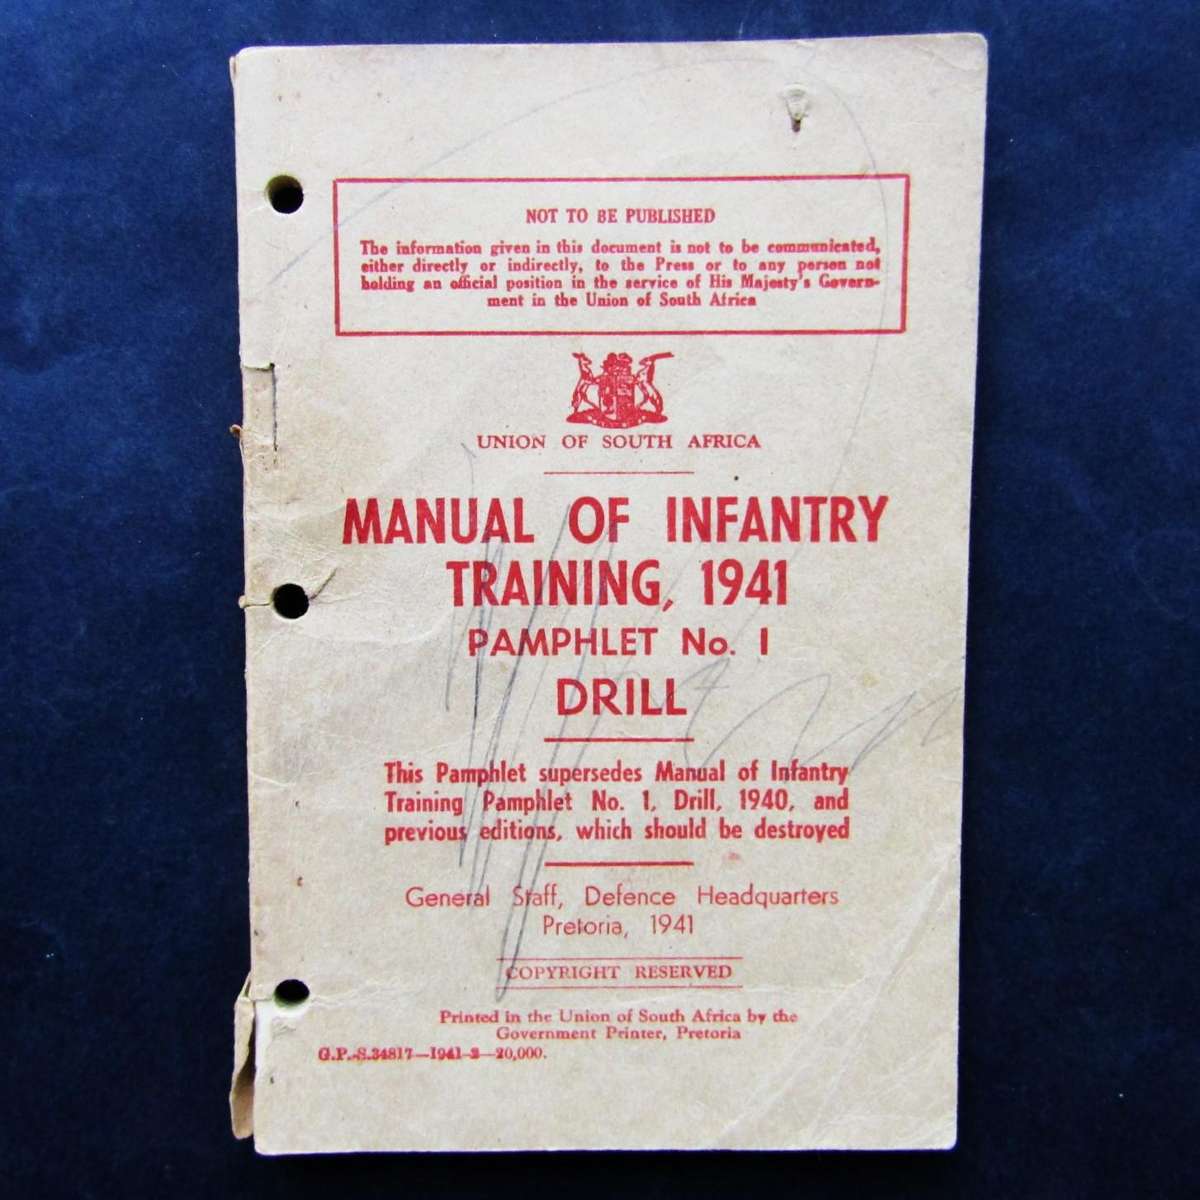 NOT TO BE PUBLISHED
The information given in this document is not to be communicated,
either directly or indirectly, to the Press or to any person not
holding an official position in the service of His Majesty's Govern-
ment in the Union of South Africa
UNION OF SOUTH AFRICA
MANUAL OF INFANTRY
TRAINING, 1941
PAMPHLET No. 1
DRILL
This Pamphlet supersedes Manual of Infantry
Training Pamphlet No. 1, Drill, 1940, and
previous editions, which should be destroyed
General Staff, Defence Headquarters
Pretoria, 1941
COPYRIGHT RESERVED
Printed in the Union of South Africa by the
Government Printer, Pretoria
G.P.-S.34817—1941-2—20,000.